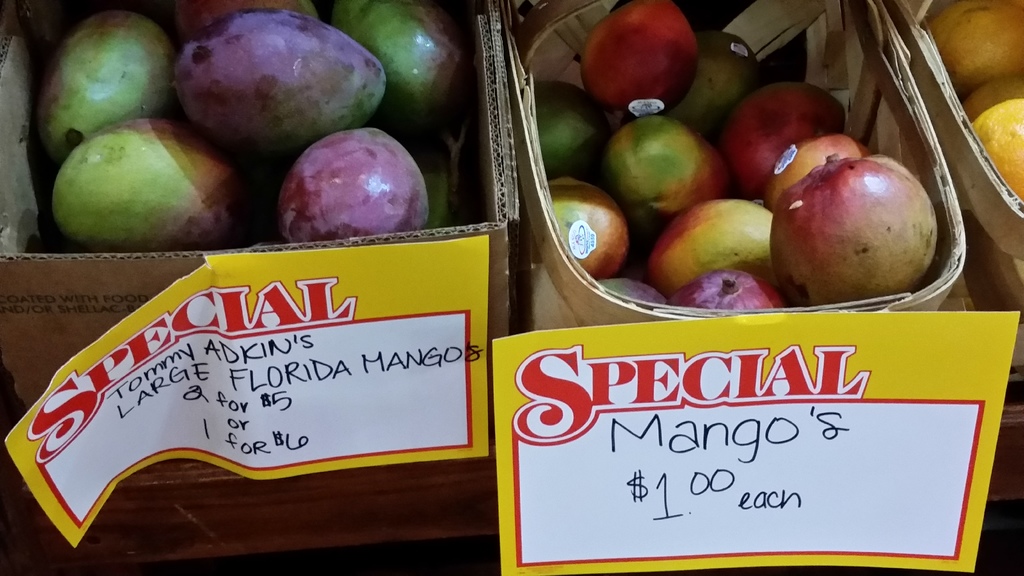 COATED WITH FOOD
AND/OR SHELLAC-B
SPECIAL
TOMMY ADKIN'S
LARGE FLORIDA MANGO'S
2 for $5
or
1 FOR $6
SPECIAL
Mango's
$1.00 each